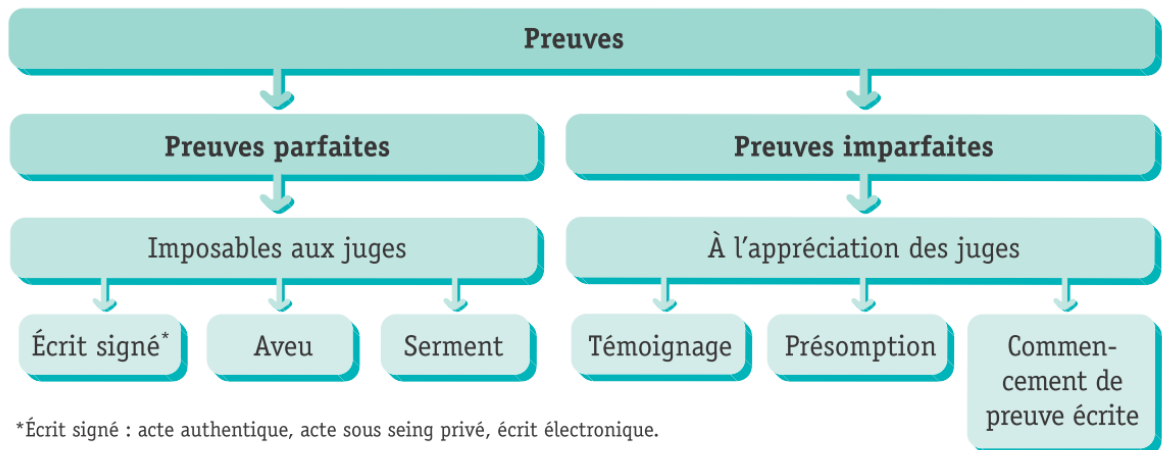 Preuves
Preuves parfaites
Preuves imparfaites
Imposables aux juges
À l'appréciation des juges
Écrit signé*
Aveu
Serment
Témoignage
Présomption
Commen-
cement de
preuve écrite
*Écrit signé : acte authentique, acte sous seing privé, écrit électronique.